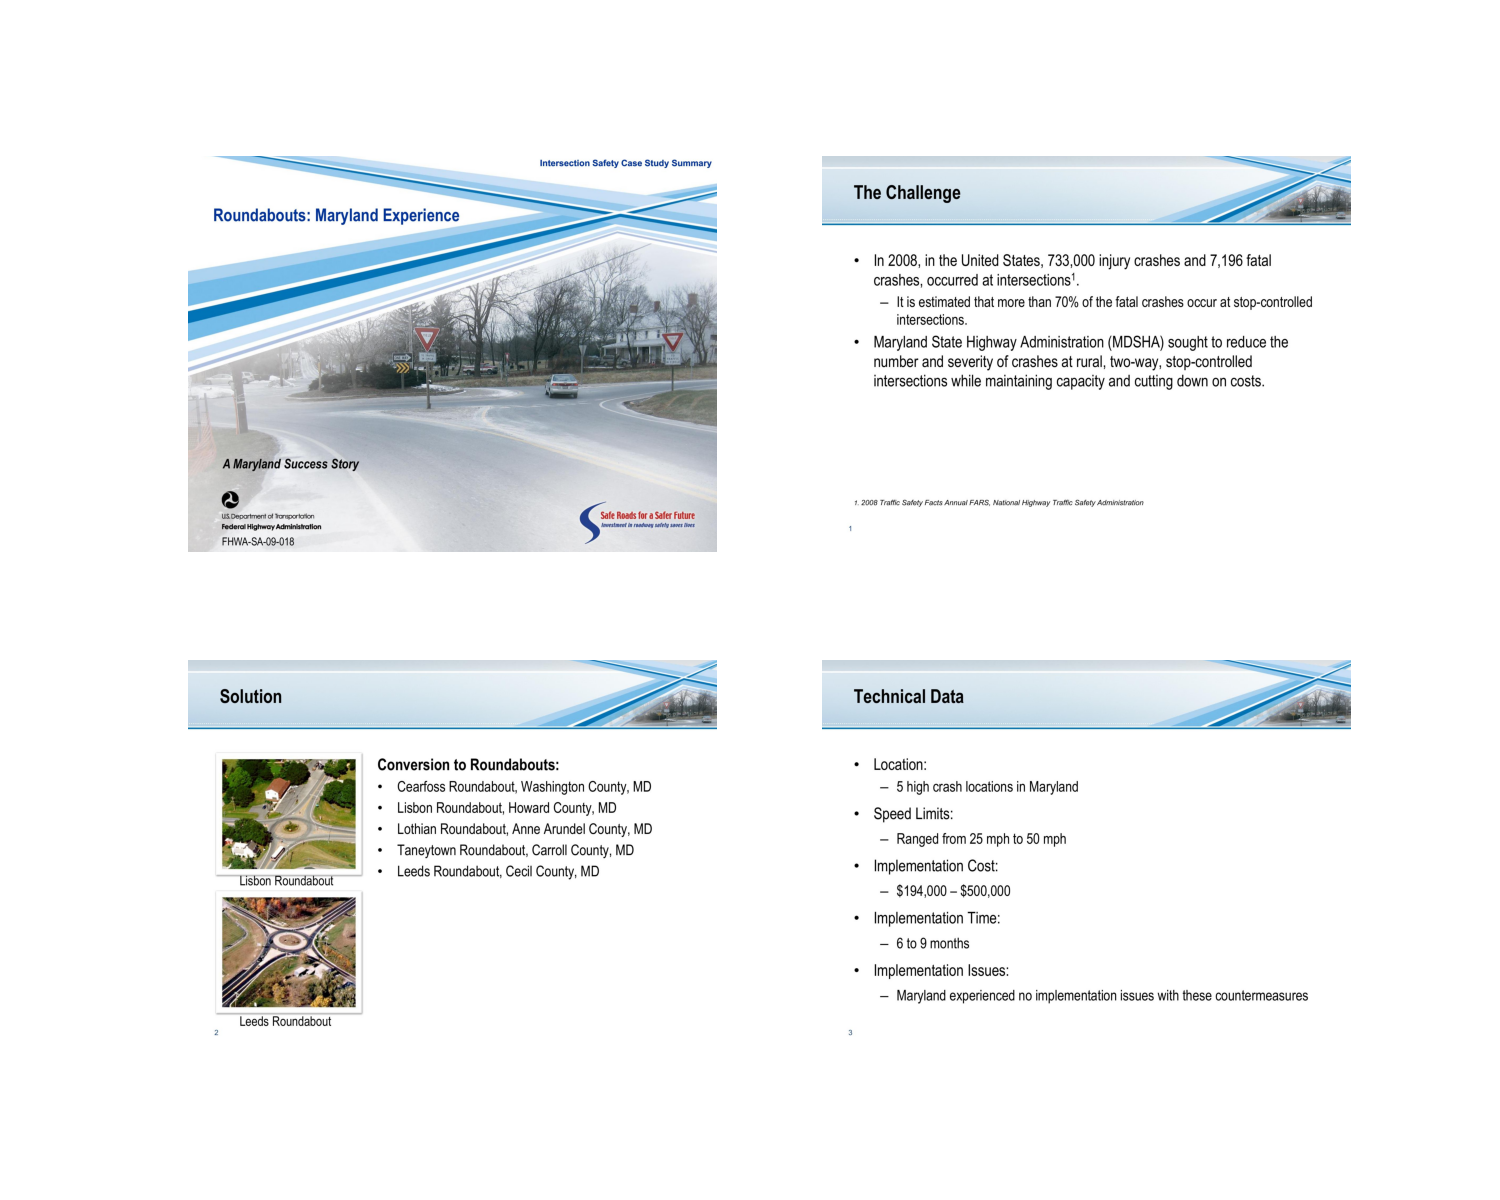 Intersection Safety Case Study Summary
Roundabouts: Maryland Experience
A Maryland Success Story
U.S. Department of Transportation
Federal Highway Administration
FHWA-SA-09-018
Safe Roads for a Safer Future
Investment in roadway safety saves lives
The Challenge
• In 2008, in the United States, 733,000 injury crashes and 7,196 fatal
crashes, occurred at intersections¹.
– It is estimated that more than 70% of the fatal crashes occur at stop-controlled
intersections.
• Maryland State Highway Administration (MDSHA) sought to reduce the
number and severity of crashes at rural, two-way, stop-controlled
intersections while maintaining capacity and cutting down on costs.
1. 2008 Traffic Safety Facts Annual FARS, National Highway Traffic Safety Administration
1
Solution
Lisbon Roundabout
Leeds Roundabout
Conversion to Roundabouts:
• Cearfoss Roundabout, Washington County, MD
• Lisbon Roundabout, Howard County, MD
• Lothian Roundabout, Anne Arundel County, MD
• Taneytown Roundabout, Carroll County, MD
• Leeds Roundabout, Cecil County, MD
2
Technical Data
• Location:
– 5 high crash locations in Maryland
• Speed Limits:
– Ranged from 25 mph to 50 mph
• Implementation Cost:
– $194,000 – $500,000
• Implementation Time:
– 6 to 9 months
• Implementation Issues:
– Maryland experienced no implementation issues with these countermeasures
3